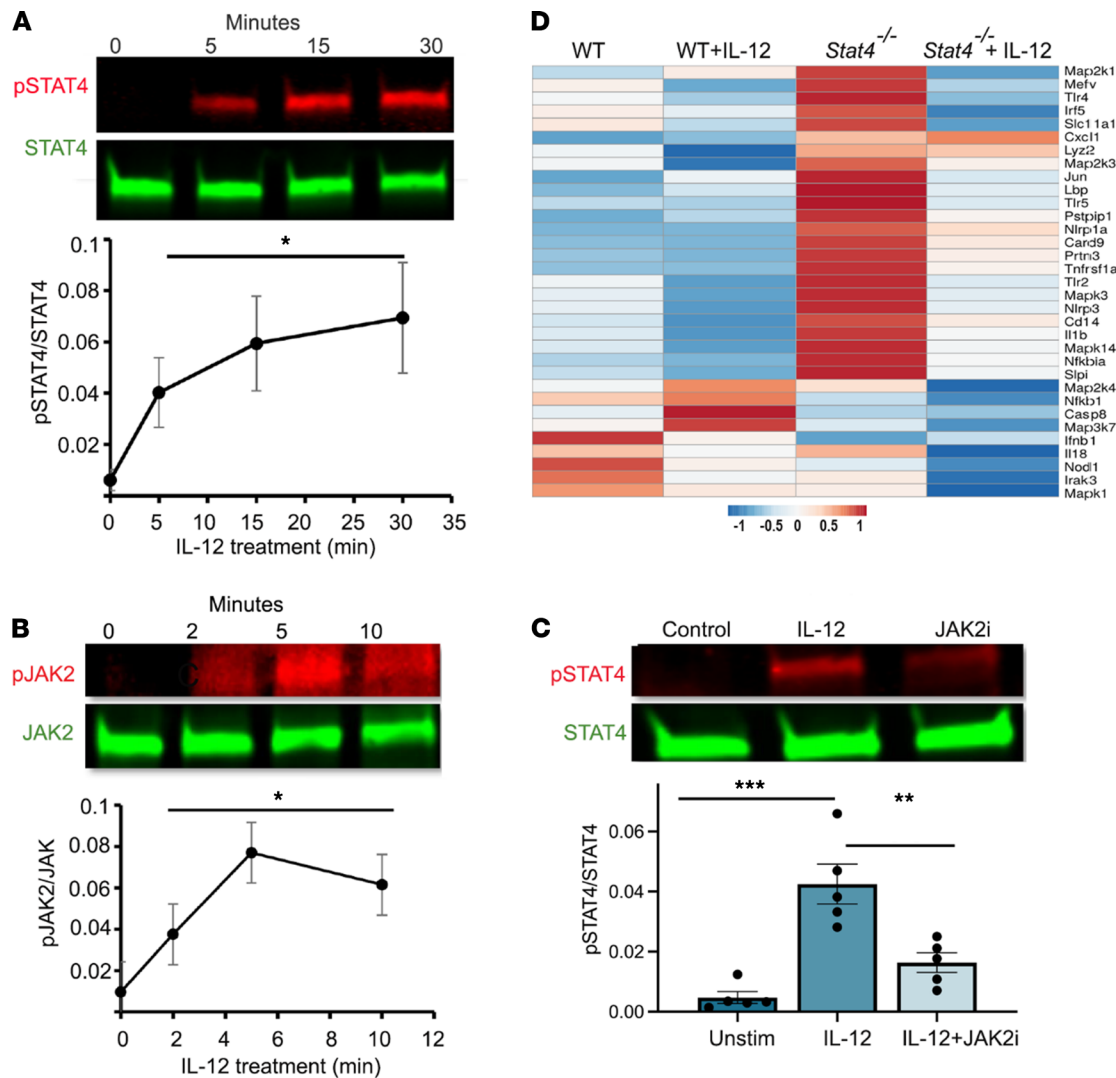 A
Minutes
0 5 15 30
pSTAT4
STAT4
*
0.1
0.08
0.06
0.04
0.02
pSTAT4/STAT4
0 5 10 15 20 25 30 35
IL-12 treatment (min)
D
WT WT+IL-12 Stat4-/- Stat4-/-+ IL-12
Map2k1
Mefv
Tlr4
Irf5
Slc11a1
Cxcl1
Lyz2
Map2k3
Jun
Lbp
Tlr5
Pstpip1
Nlrp1a
Card9
Prtn3
Tnfrsf1a
Tlr2
Mapk3
Nlrp3
Cd14
Il1b
Mapk14
Nfkbia
Slpi
Map2k4
Nfkb1
Casp8
Map3k7
Ifnb1
Il18
Nod1
Irak3
Mapk1
-1 -0.5 0 0.5 1
B
Minutes
0 2 5 10
pJAK2
C
JAK2
*
0.1
0.08
0.06
0.04
0.02
pJAK2/JAK
0 2 4 6 8 10 12
IL-12 treatment (min)
C
Control IL-12 JAK2i
pSTAT4
STAT4
*** **
0.06
0.04
0.02
0.00
pSTAT4/STAT4
Unstim IL-12 IL-12+JAK2i